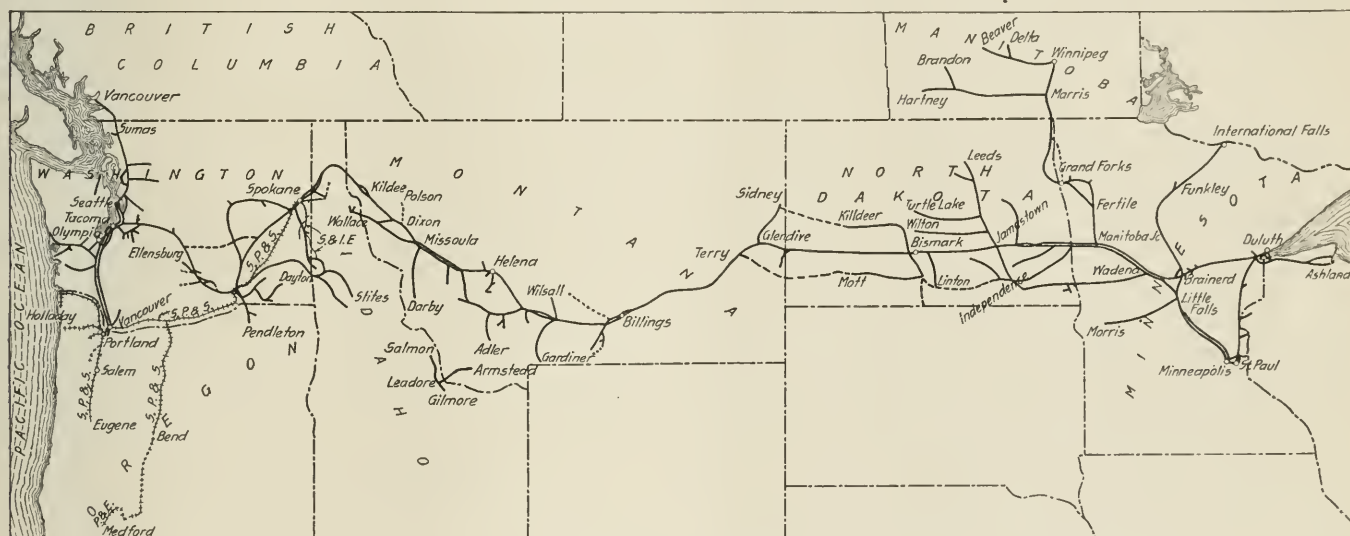 BRITISH
COLUMBIA
MANITOBA
Beaver
Delta
Winnipeg
Brandon
Hartney
Morris
Vancouver
Sumas
International Falls
WASHINGTON
MONTANA
NORTH
DAKOTA
MINNESOTA
Leeds
Grand Forks
Funkley
Spokane
Kildee
Polson
Sidney
Killdeer
Turtle Lake
Wilton
Fertile
Seattle
Tacoma
Olympia
Wallace
Dixon
Missoula
Glendive
Bismark
Jamestown
Manitoba Jc.
Duluth
Ellensburg
S.P.&S.
S.&I.E.
Helena
Terry
Wadena
Brainerd
Ashland
Dayton
Stites
Darby
Wilsall
Mott
Linton
Independence
Little
Falls
PACIFIC OCEAN
Holladay
Vancouver
S.P.&S.
Pendleton
Billings
Morris
Portland
Salmon
Adler
Gardiner
Minneapolis
St. Paul
Salem
Leadore
Armstead
Gilmore
S.P.&S.
S.P.&S.
Eugene
Bend
OREGON
IDAHO
P.&E.
Medford